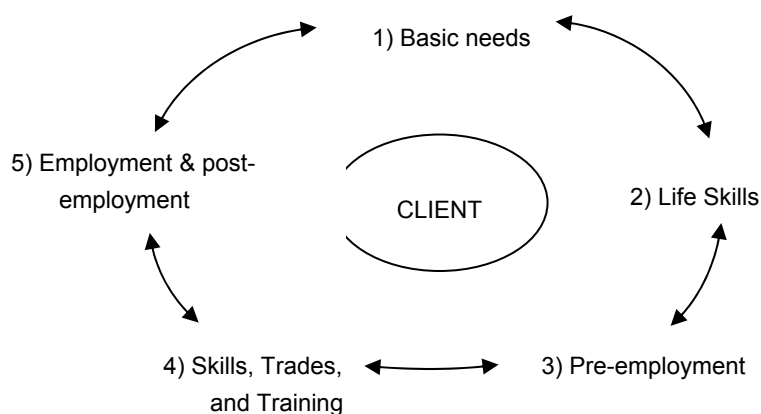 1) Basic needs
5) Employment & post-
employment
CLIENT
2) Life Skills
4) Skills, Trades,
and Training
3) Pre-employment